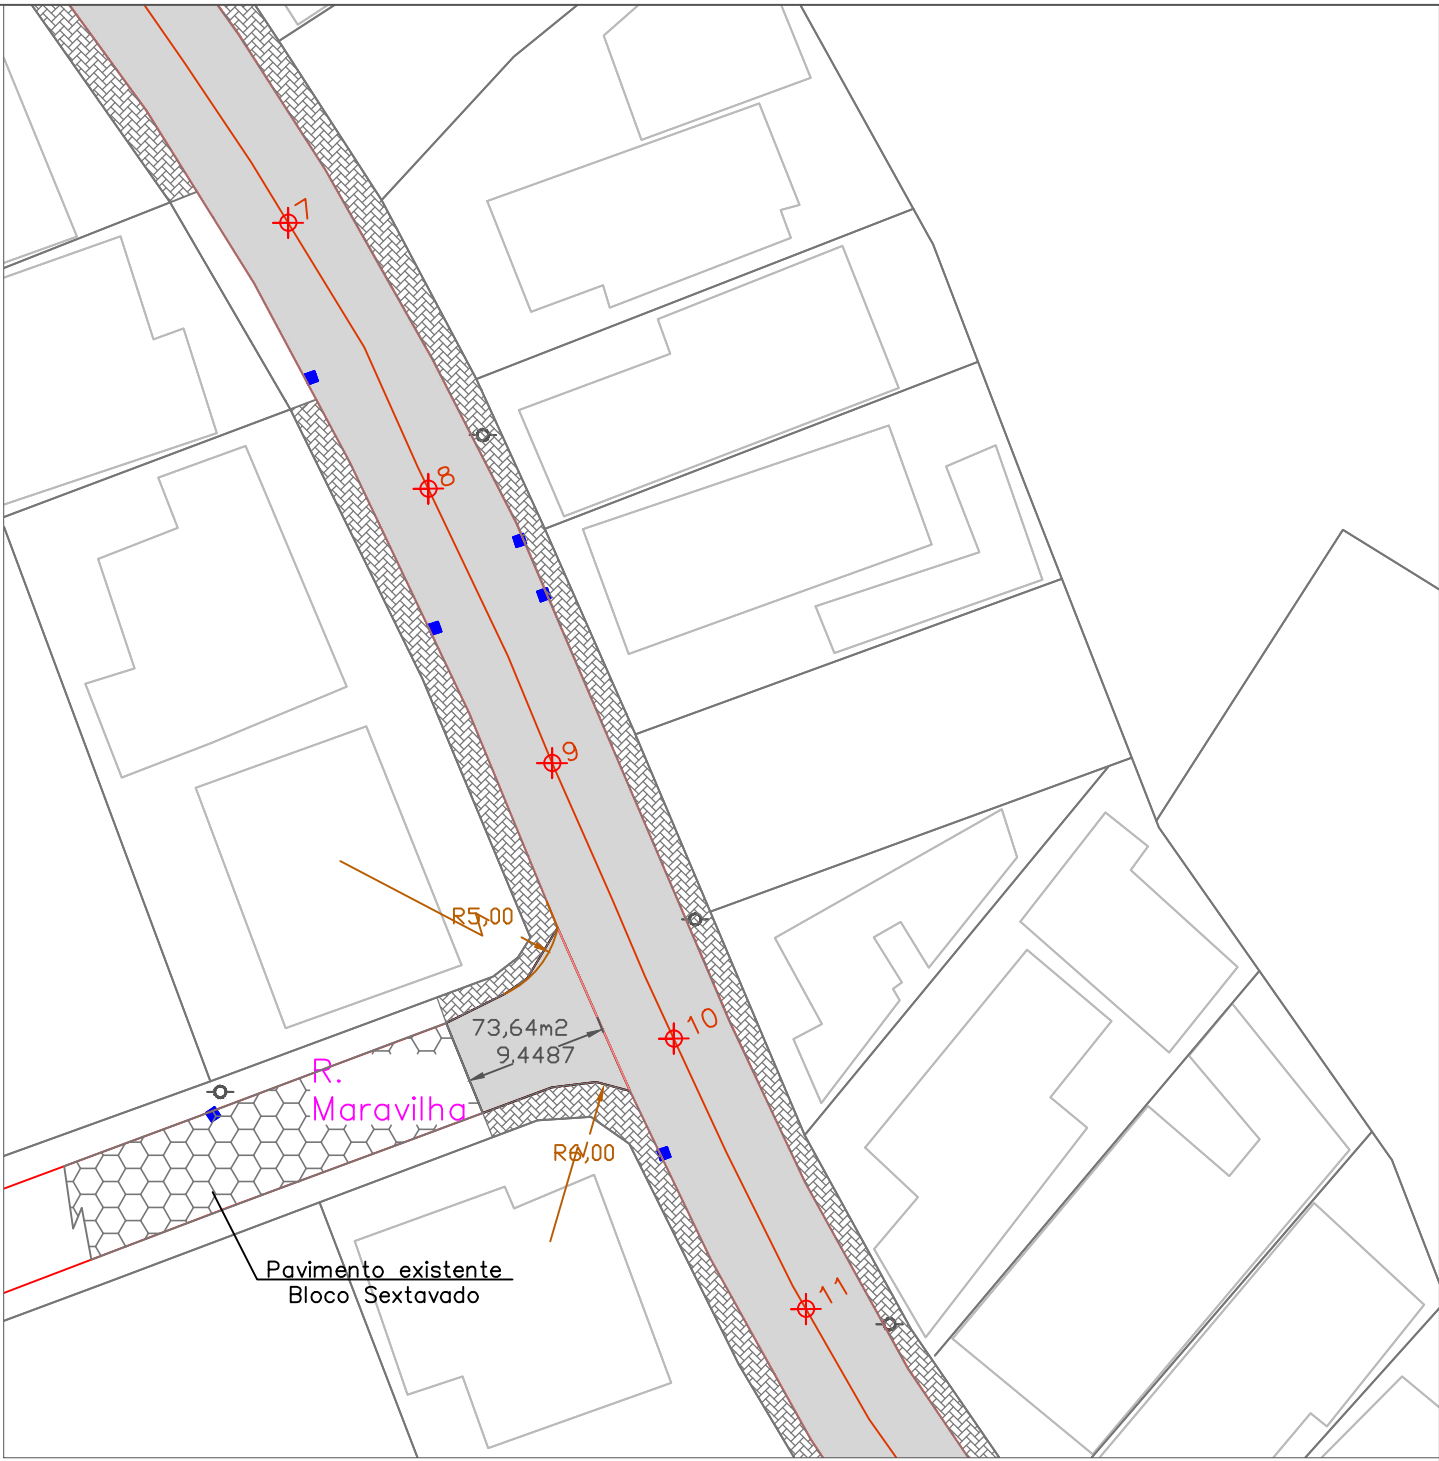 7
8
9
R5,00
10
73,64m2
9,4487
R.
Maravilha
R6,00
Pavimento existente
Bloco Sextavado
11